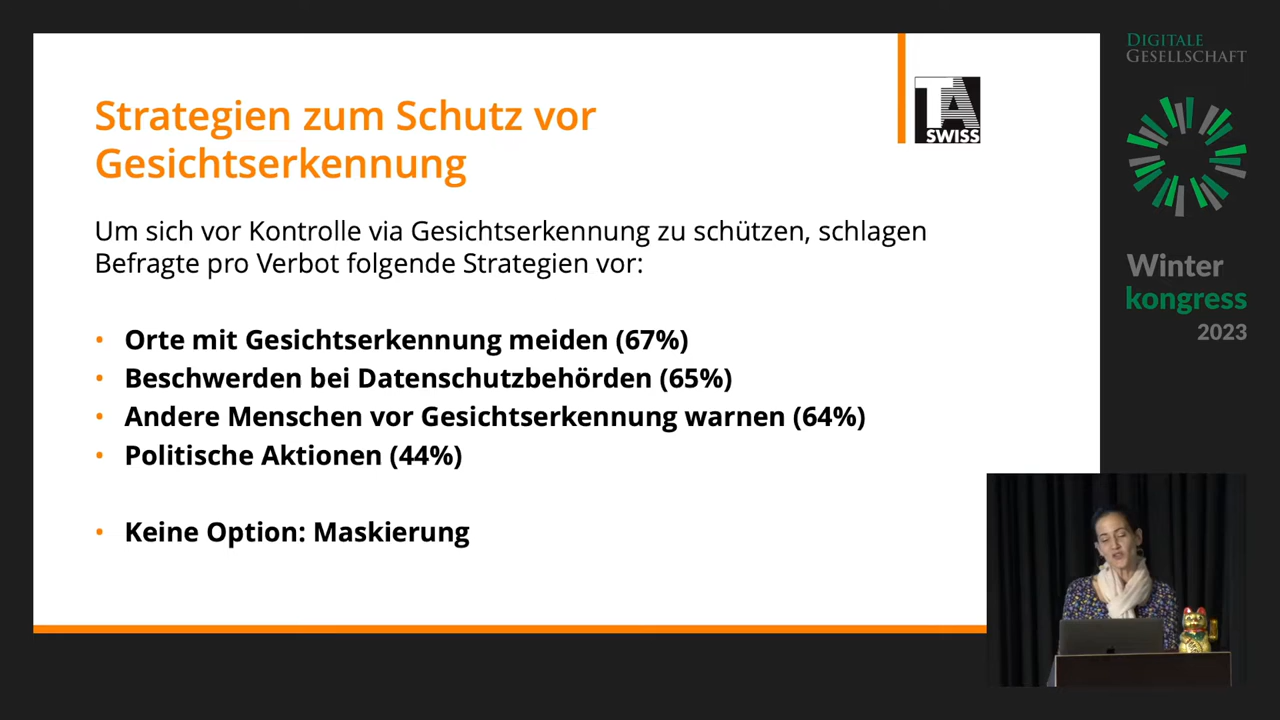 Strategien zum Schutz vor
Gesichtserkennung
TA
SWISS
Um sich vor Kontrolle via Gesichtserkennung zu schützen, schlagen
Befragte pro Verbot folgende Strategien vor:
• Orte mit Gesichtserkennung meiden (67%)
• Beschwerden bei Datenschutzbehörden (65%)
• Andere Menschen vor Gesichtserkennung warnen (64%)
• Politische Aktionen (44%)
• Keine Option: Maskierung
DIGITALE
GESELLSCHAFT
Winter
kongress
2023